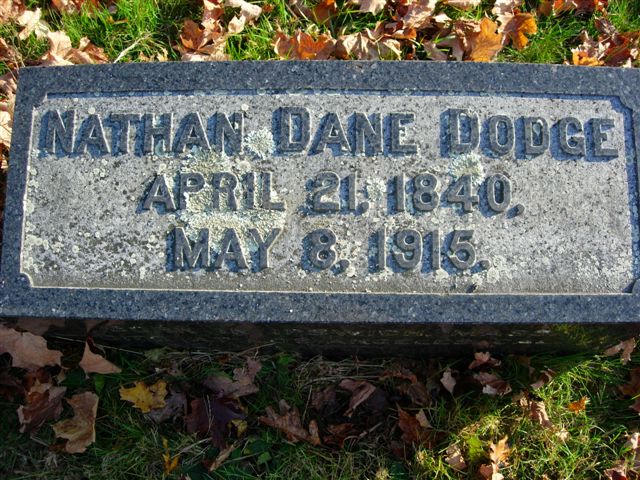 NATHAN DANE DODGE
APRIL 21, 1840,
MAY 8, 1915.